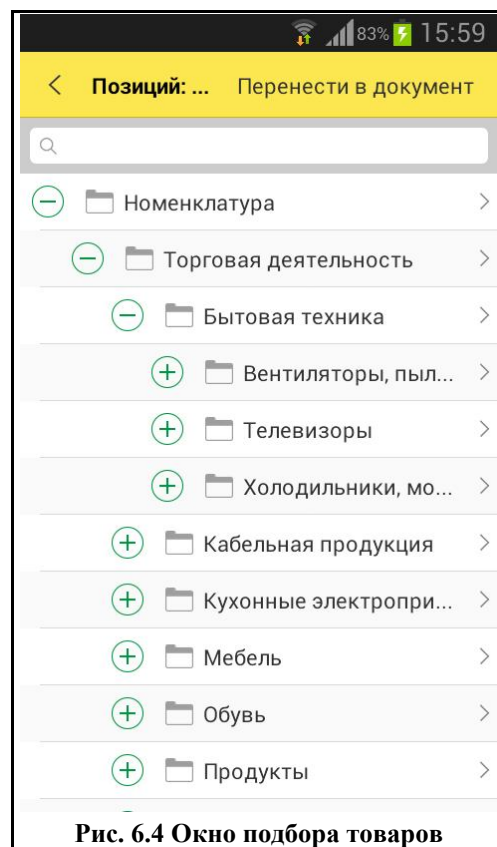 83% 15:59
Позиций: ... Перенести в документ
Номенклатура
Торговая деятельность
Бытовая техника
Вентиляторы, пыл...
Телевизоры
Холодильники, мо...
Кабельная продукция
Кухонные электропри...
Мебель
Обувь
Продукты
Рис. 6.4 Окно подбора товаров